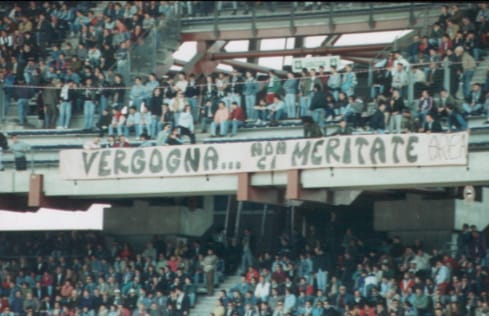 VERGOGNA... NON CI MERITATE